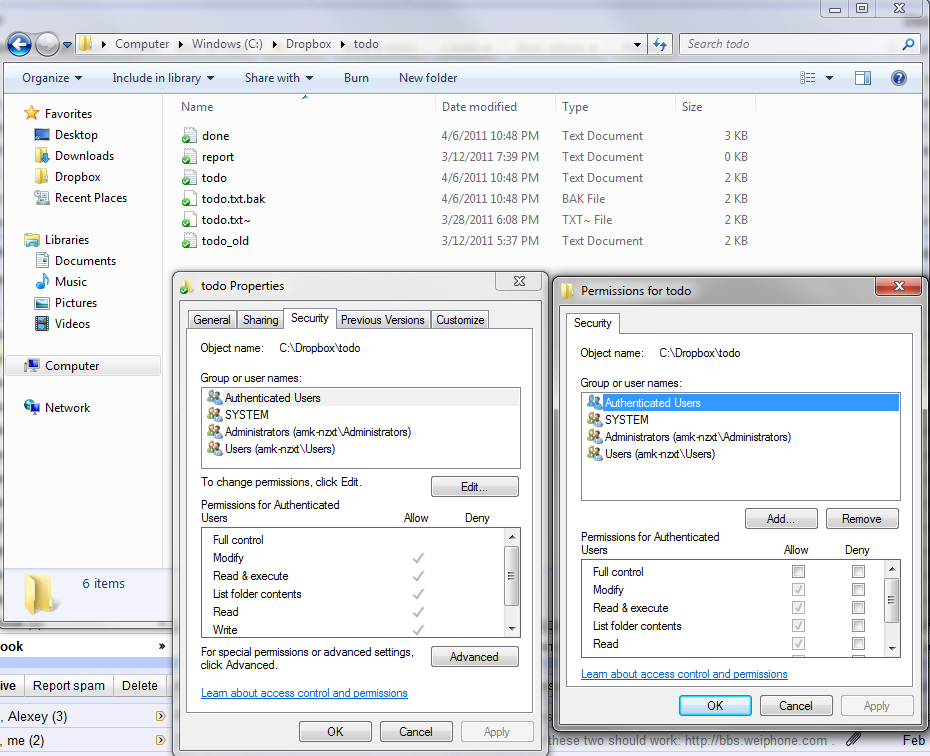 Computer Windows (C:) Dropbox todo
Search todo
Organize Include in library Share with Burn New folder
Name Date modified Type Size
Favorites
Desktop
Downloads
Dropbox
Recent Places
Libraries
Documents
Music
Pictures
Videos
Computer
Network
done 4/6/2011 10:48 PM Text Document 3 KB
report 3/12/2011 7:39 PM Text Document 0 KB
todo 4/6/2011 10:48 PM Text Document 2 KB
todo.txt.bak 4/6/2011 10:48 PM BAK File 2 KB
todo.txt~ 3/28/2011 6:08 PM TXT~ File 2 KB
todo_old 3/12/2011 5:37 PM Text Document 2 KB
6 items
todo Properties
General Sharing Security Previous Versions Customize
Object name: C:\Dropbox\todo
Group or user names:
Authenticated Users
SYSTEM
Administrators (amk-nzxt\Administrators)
Users (amk-nzxt\Users)
To change permissions, click Edit.
Edit...
Permissions for Authenticated
Users Allow Deny
Full control
Modify
Read & execute
List folder contents
Read
Write
For special permissions or advanced settings,
click Advanced.
Advanced
Learn about access control and permissions
OK Cancel Apply
Permissions for todo
Security
Object name: C:\Dropbox\todo
Group or user names:
Authenticated Users
SYSTEM
Administrators (amk-nzxt\Administrators)
Users (amk-nzxt\Users)
Add... Remove
Permissions for Authenticated
Users Allow Deny
Full control
Modify
Read & execute
List folder contents
Read
Learn about access control and permissions
OK Cancel Apply
ook »
ive Report spam Delete
, Alexey (3)
, me (2)
these two should work: http://bbs.weiphone.com . Feb